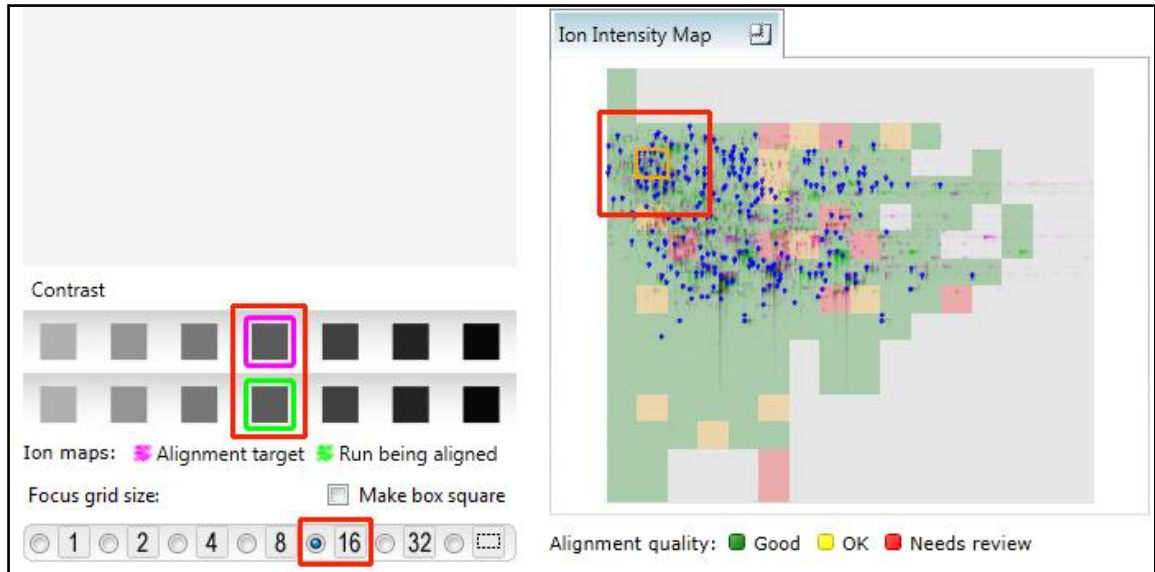 Ion Intensity Map
Contrast
Ion maps: Alignment target Run being aligned
Focus grid size: Make box square
1 2 4 8 16 32
Alignment quality: Good OK Needs review